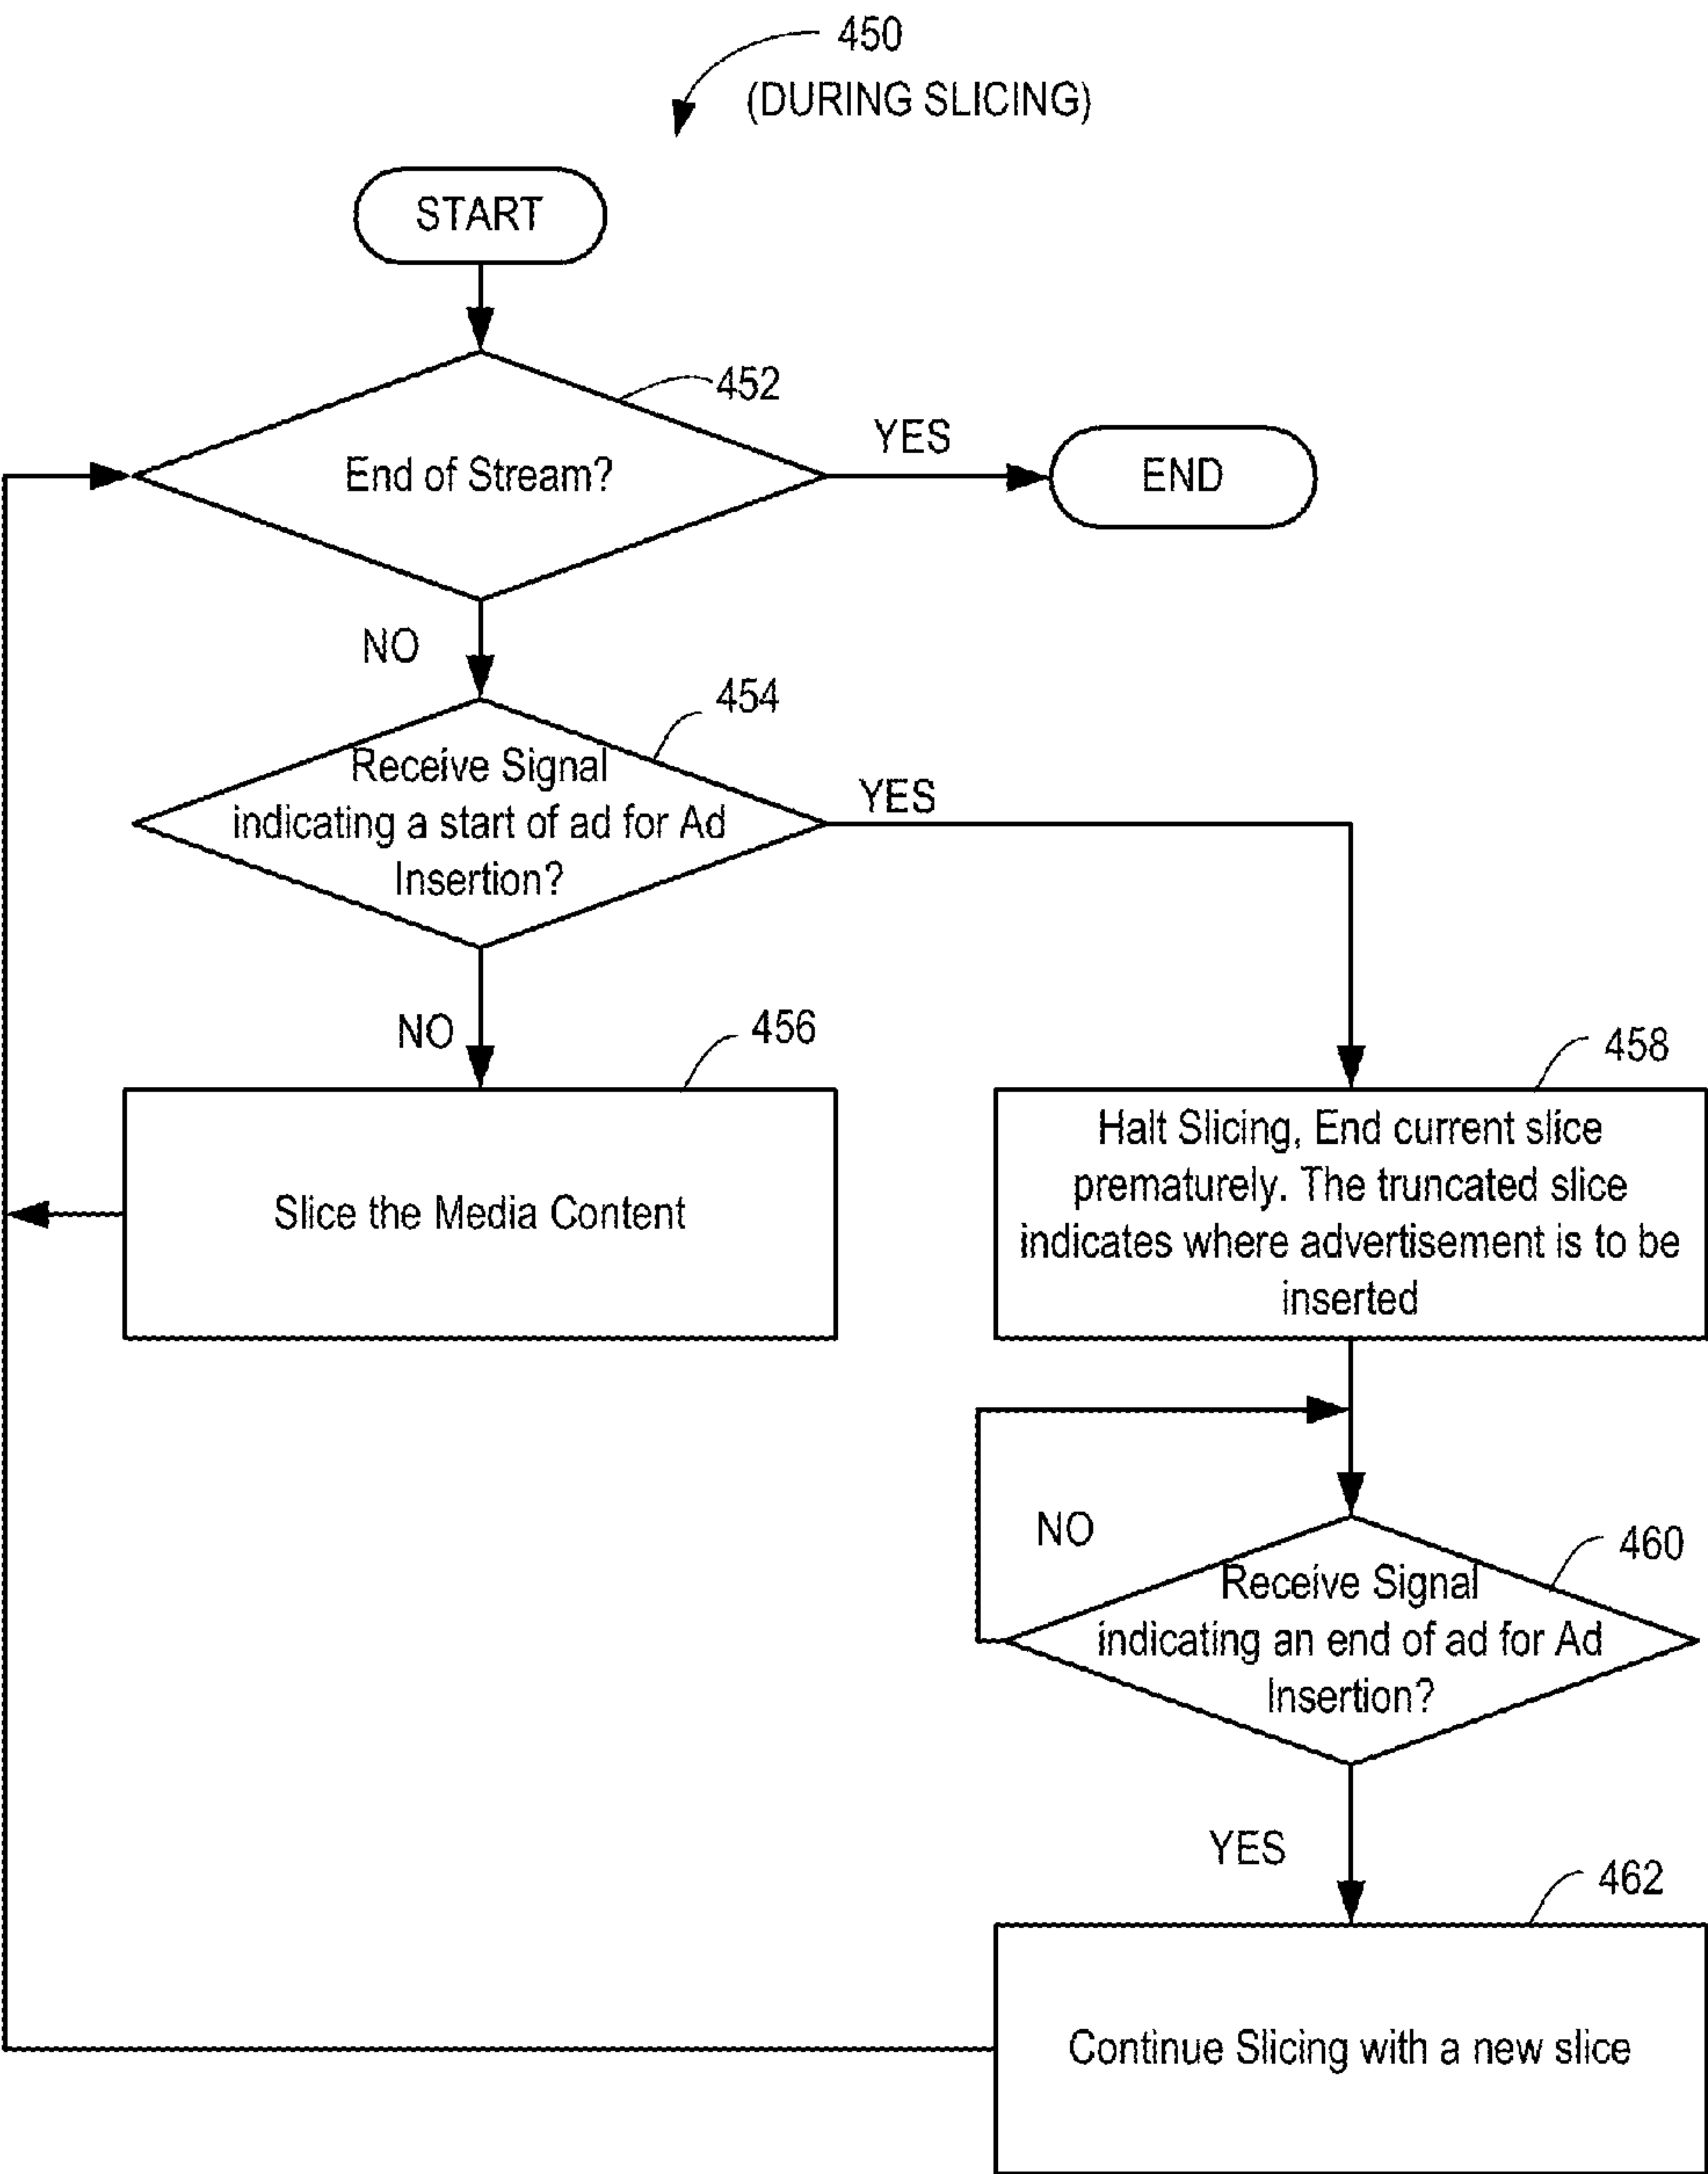 450
(DURING SLICING)
START
452
End of Stream?
YES
END
NO
454
Receive Signal
indicating a start of ad for Ad
Insertion?
YES
NO
456
Slice the Media Content
458
Halt Slicing, End current slice
prematurely. The truncated slice
indicates where advertisement is to be
inserted
NO
460
Receive Signal
indicating an end of ad for Ad
Insertion?
YES
462
Continue Slicing with a new slice